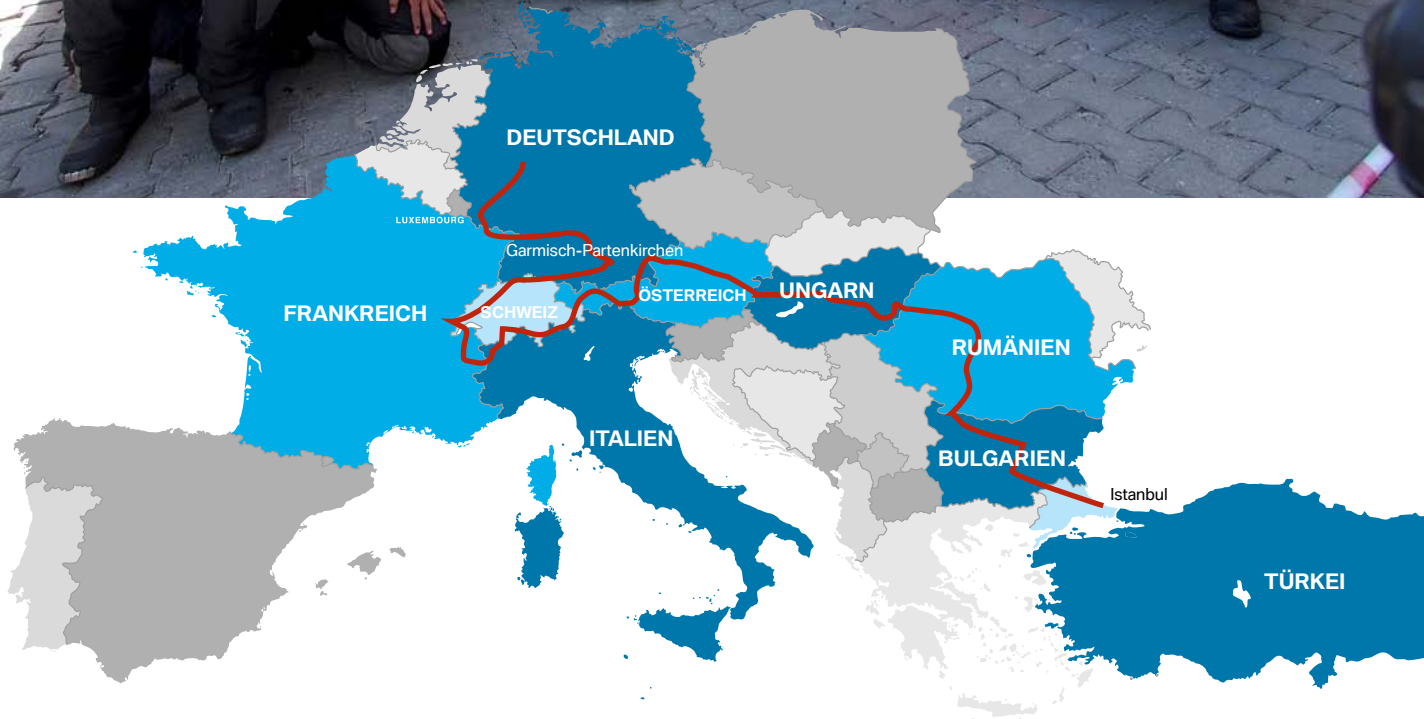 DEUTSCHLAND
LUXEMBOURG
Garmisch-Partenkirchen
ÖSTERREICH
UNGARN
FRANKREICH
SCHWEIZ
RUMÄNIEN
ITALIEN
BULGARIEN
Istanbul
TÜRKEI